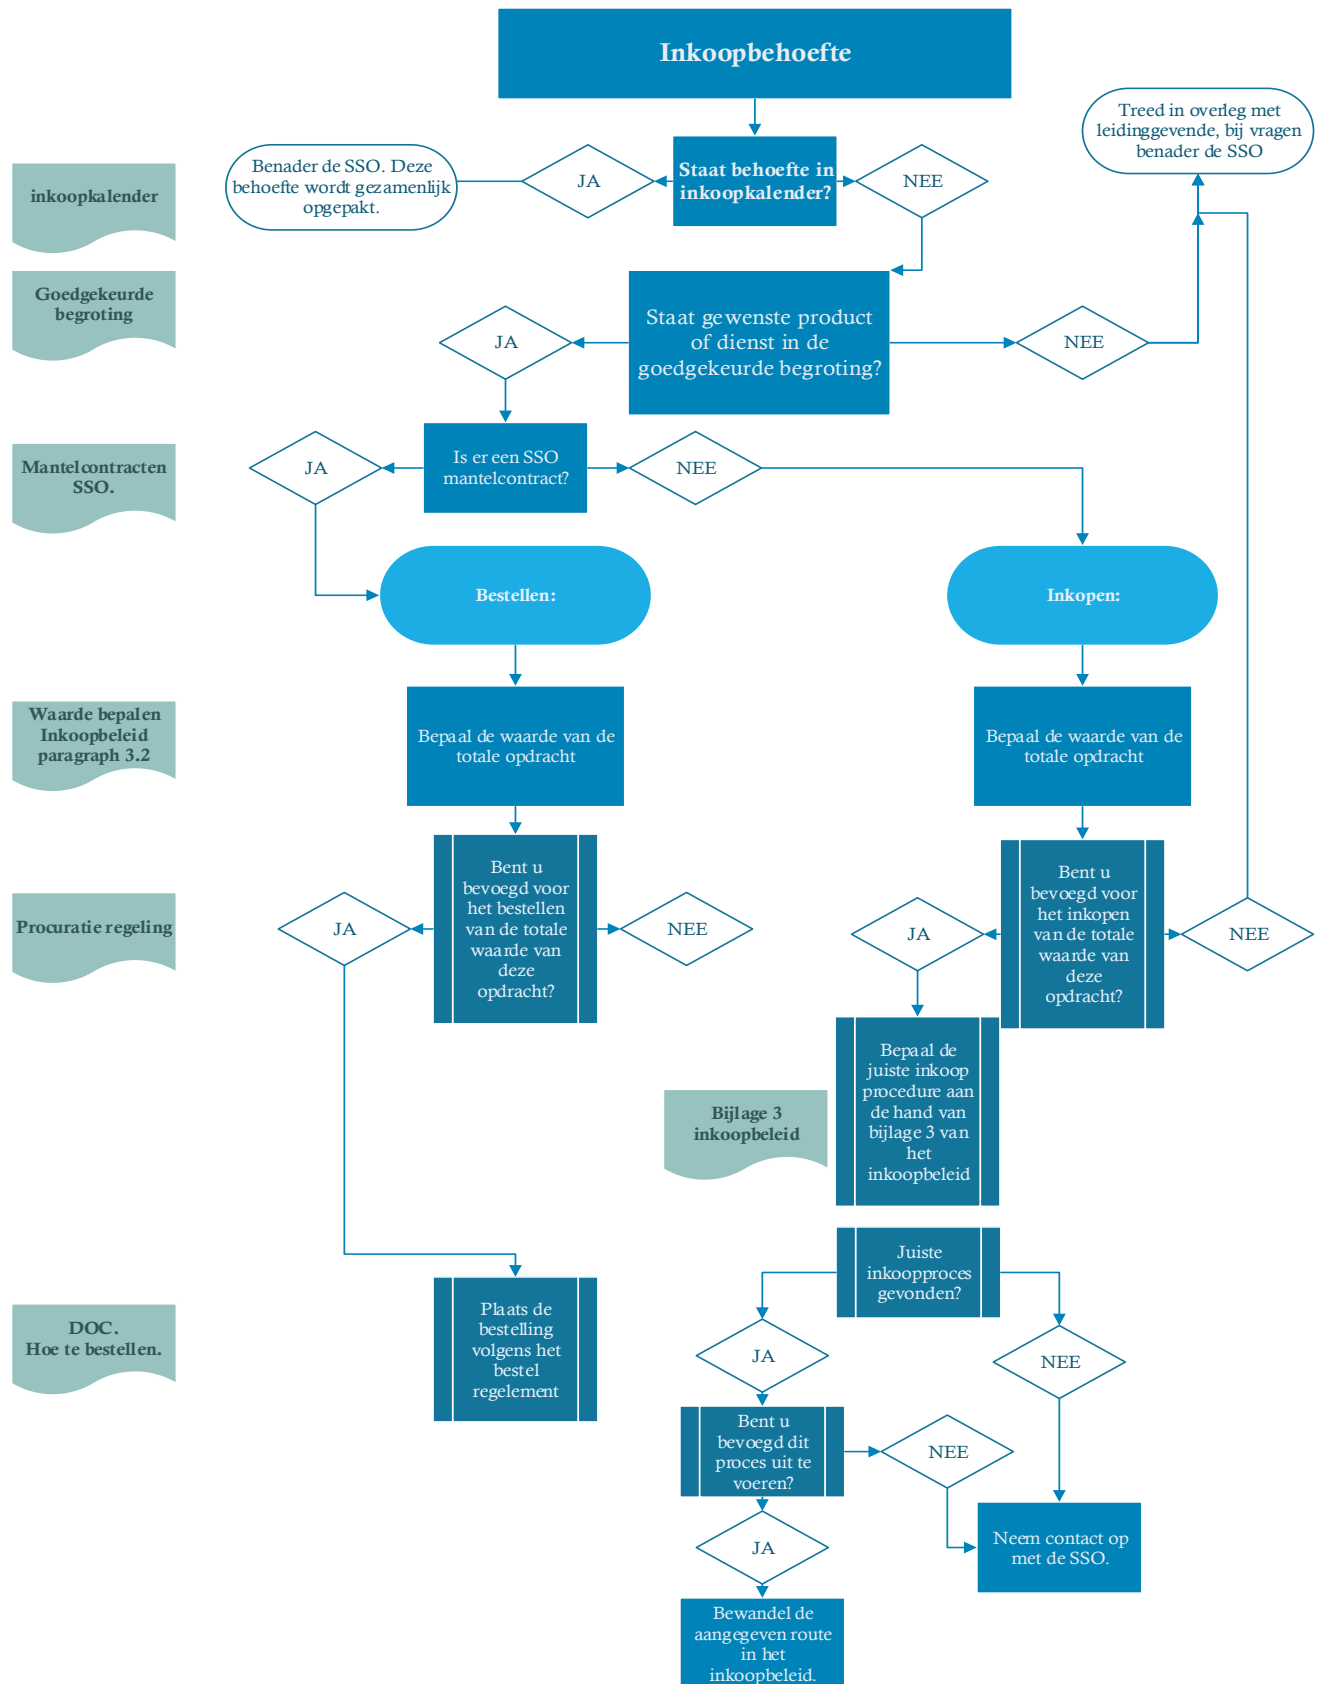 Inkoopbehoefte
Treed in overleg met
leidinggevende, bij vragen
benader de SSO
Benader de SSO. Deze
behoefte wordt gezamenlijk
opgepakt.
JA
Staat behoefte in
inkoopkalender?
NEE
inkoopkalender
Goedgekeurde
begroting
JA
Staat gewenste product
of dienst in de
goedgekeurde begroting?
NEE
Mantelcontracten
SSO.
JA
Is er een SSO
mantelcontract?
NEE
Bestellen:
Inkopen:
Waarde bepalen
Inkoopbeleid
paragraph 3.2
Bepaal de waarde van de
totale opdracht
Bepaal de waarde van de
totale opdracht
Procuratie regeling
JA
Bent u
bevoegd voor
het bestellen
van de totale
waarde van
deze
opdracht?
NEE
JA
Bent u
bevoegd voor
het inkopen
van de totale
waarde van
deze
opdracht?
NEE
Bijlage 3
inkoopbeleid
Bepaal de
juiste inkoop
procedure aan
de hand van
bijlage 3 van
het
inkoopbeleid
Juiste
inkoopproces
gevonden?
DOC.
Hoe te bestellen.
Plaats de
bestelling
volgens het
bestel
regelement
JA
NEE
Bent u
bevoegd dit
proces uit te
voeren?
NEE
JA
Neem contact op
met de SSO.
Bewandel de
aangegeven route
in het
inkoopbeleid.